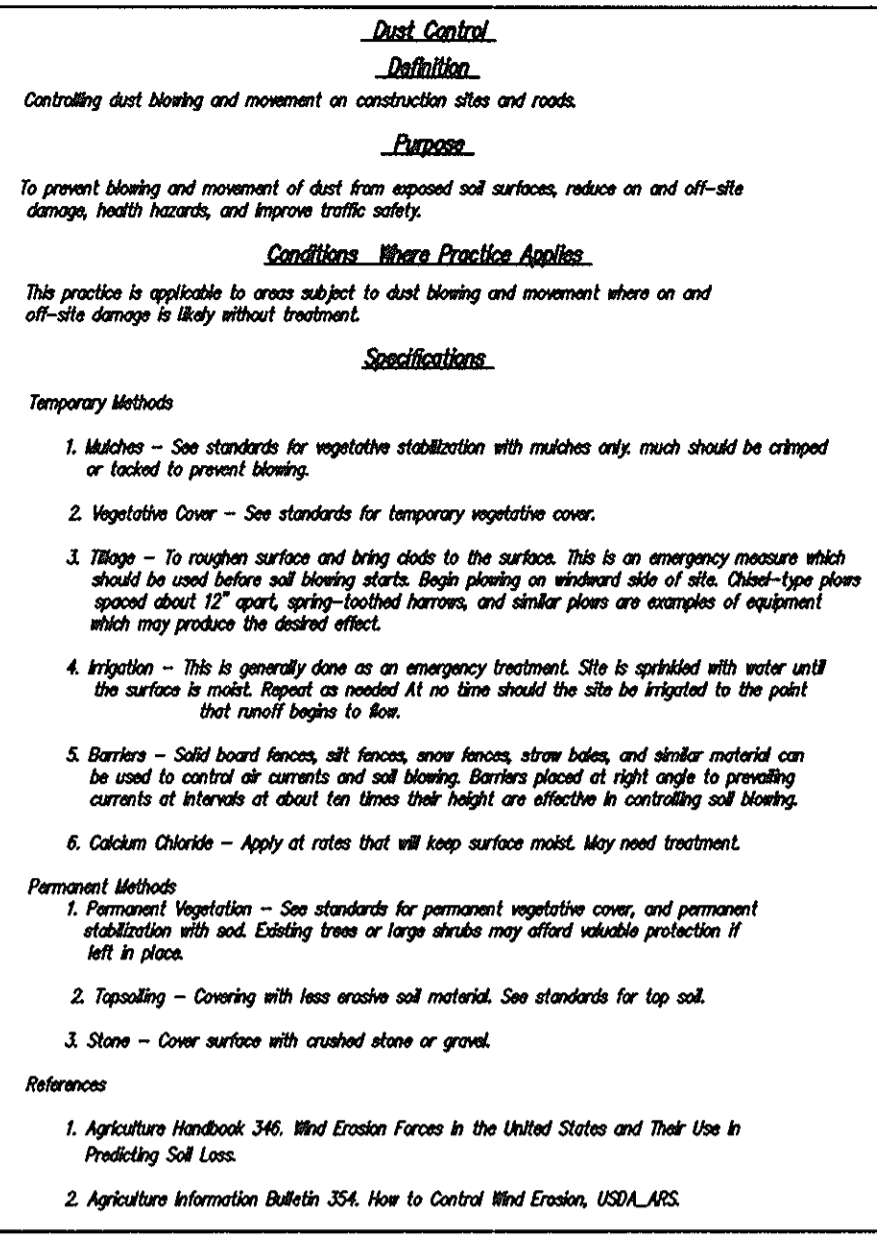 Dust Control
Definition
Controlling dust blowing and movement on construction sites and roads.
Purpose
To prevent blowing and movement of dust from exposed soil surfaces, reduce on and off-site
damage, health hazards, and improve traffic safety.
Conditions Where Practice Applies
This practice is applicable to areas subject to dust blowing and movement where on and
off-site damage is likely without treatment.
Specifications
Temporary Methods
1. Mulches - See standards for vegetative stabilization with mulches only. much should be crimped
or tacked to prevent blowing.
2. Vegetative Cover - See standards for temporary vegetative cover.
3. Tillage - To roughen surface and bring clods to the surface. This is an emergency measure which
should be used before soil blowing starts. Begin plowing on windward side of site. Chisel-type plows
spaced about 12" apart, spring-toothed harrows, and similar plows are examples of equipment
which may produce the desired effect.
4. Irrigation - This is generally done as an emergency treatment. Site is sprinkled with water until
the surface is moist. Repeat as needed At no time should the site be irrigated to the point
that runoff begins to flow.
5. Barriers - Solid board fences, silt fences, snow fences, straw bales, and similar material can
be used to control air currents and soil blowing. Barriers placed at right angle to prevailing
currents at intervals at about ten times their height are effective in controlling soil blowing.
6. Calcium Chloride - Apply at rates that will keep surface moist. May need treatment.
Permanent Methods
1. Permanent Vegetation - See standards for permanent vegetative cover, and permanent
stabilization with sod. Existing trees or large shrubs may afford valuable protection if
left in place.
2. Topsoiling - Covering with less erosive soil material. See standards for top soil.
3. Stone - Cover surface with crushed stone or gravel.
References
1. Agriculture Handbook 346. Wind Erosion Forces in the United States and Their Use in
Predicting Soil Loss.
2. Agriculture Information Bulletin 354. How to Control Wind Erosion, USDA_ARS.